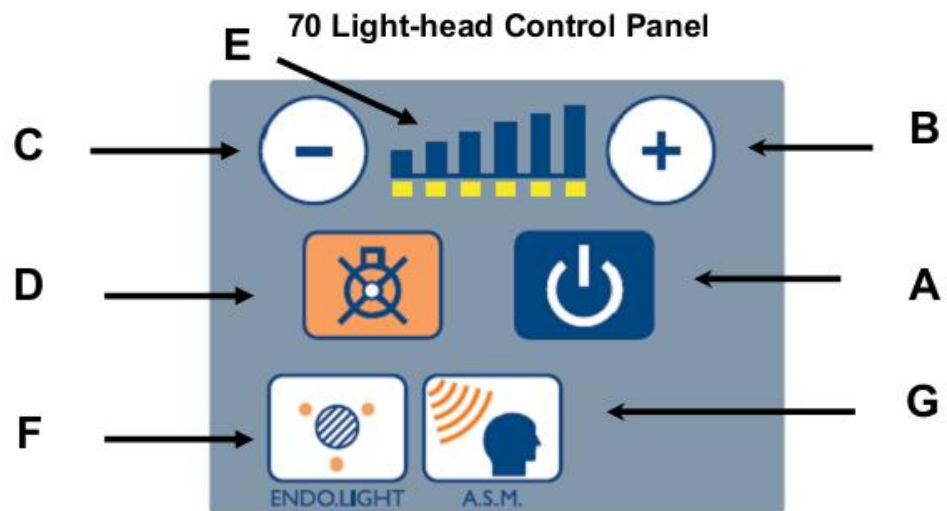 70 Light-head Control Panel
E
C
B
− +
D
A
F
G
ENDO.LIGHT
A.S.M.